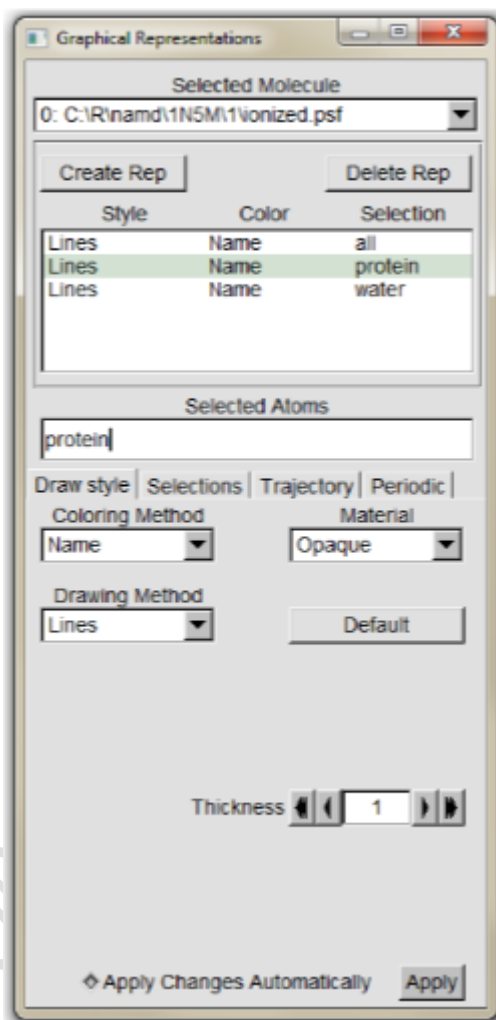 Graphical Representations
Selected Molecule
0: C:\R\namd\1N5M\1\ionized.psf
Create Rep Delete Rep
Style Color Selection
Lines Name all
Lines Name protein
Lines Name water
Selected Atoms
protein
Draw style Selections Trajectory Periodic
Coloring Method Material
Name Opaque
Drawing Method
Lines Default
Thickness 1
Apply Changes Automatically Apply